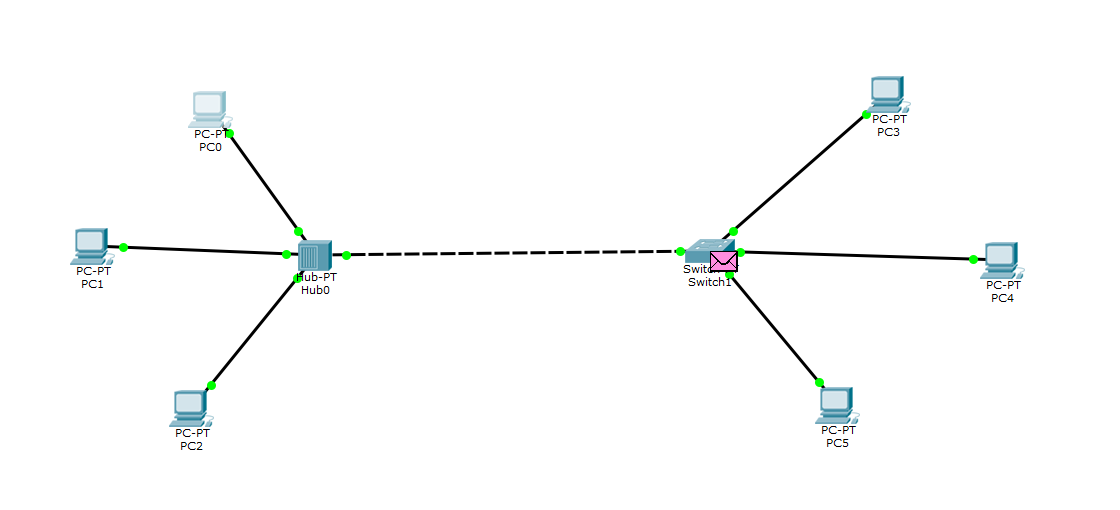 PC-PT
PC0
PC-PT
PC1
Hub-PT
Hub0
PC-PT
PC2
PC-PT
PC3
Switch1
PC-PT
PC4
PC-PT
PC5